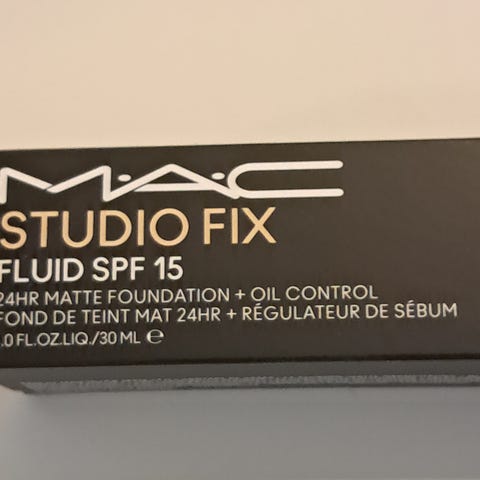 M·A·C
STUDIO FIX
FLUID SPF 15
24HR MATTE FOUNDATION + OIL CONTROL
FOND DE TEINT MAT 24HR + RÉGULATEUR DE SÉBUM
.0 FL.OZ.LIQ./30 ML e